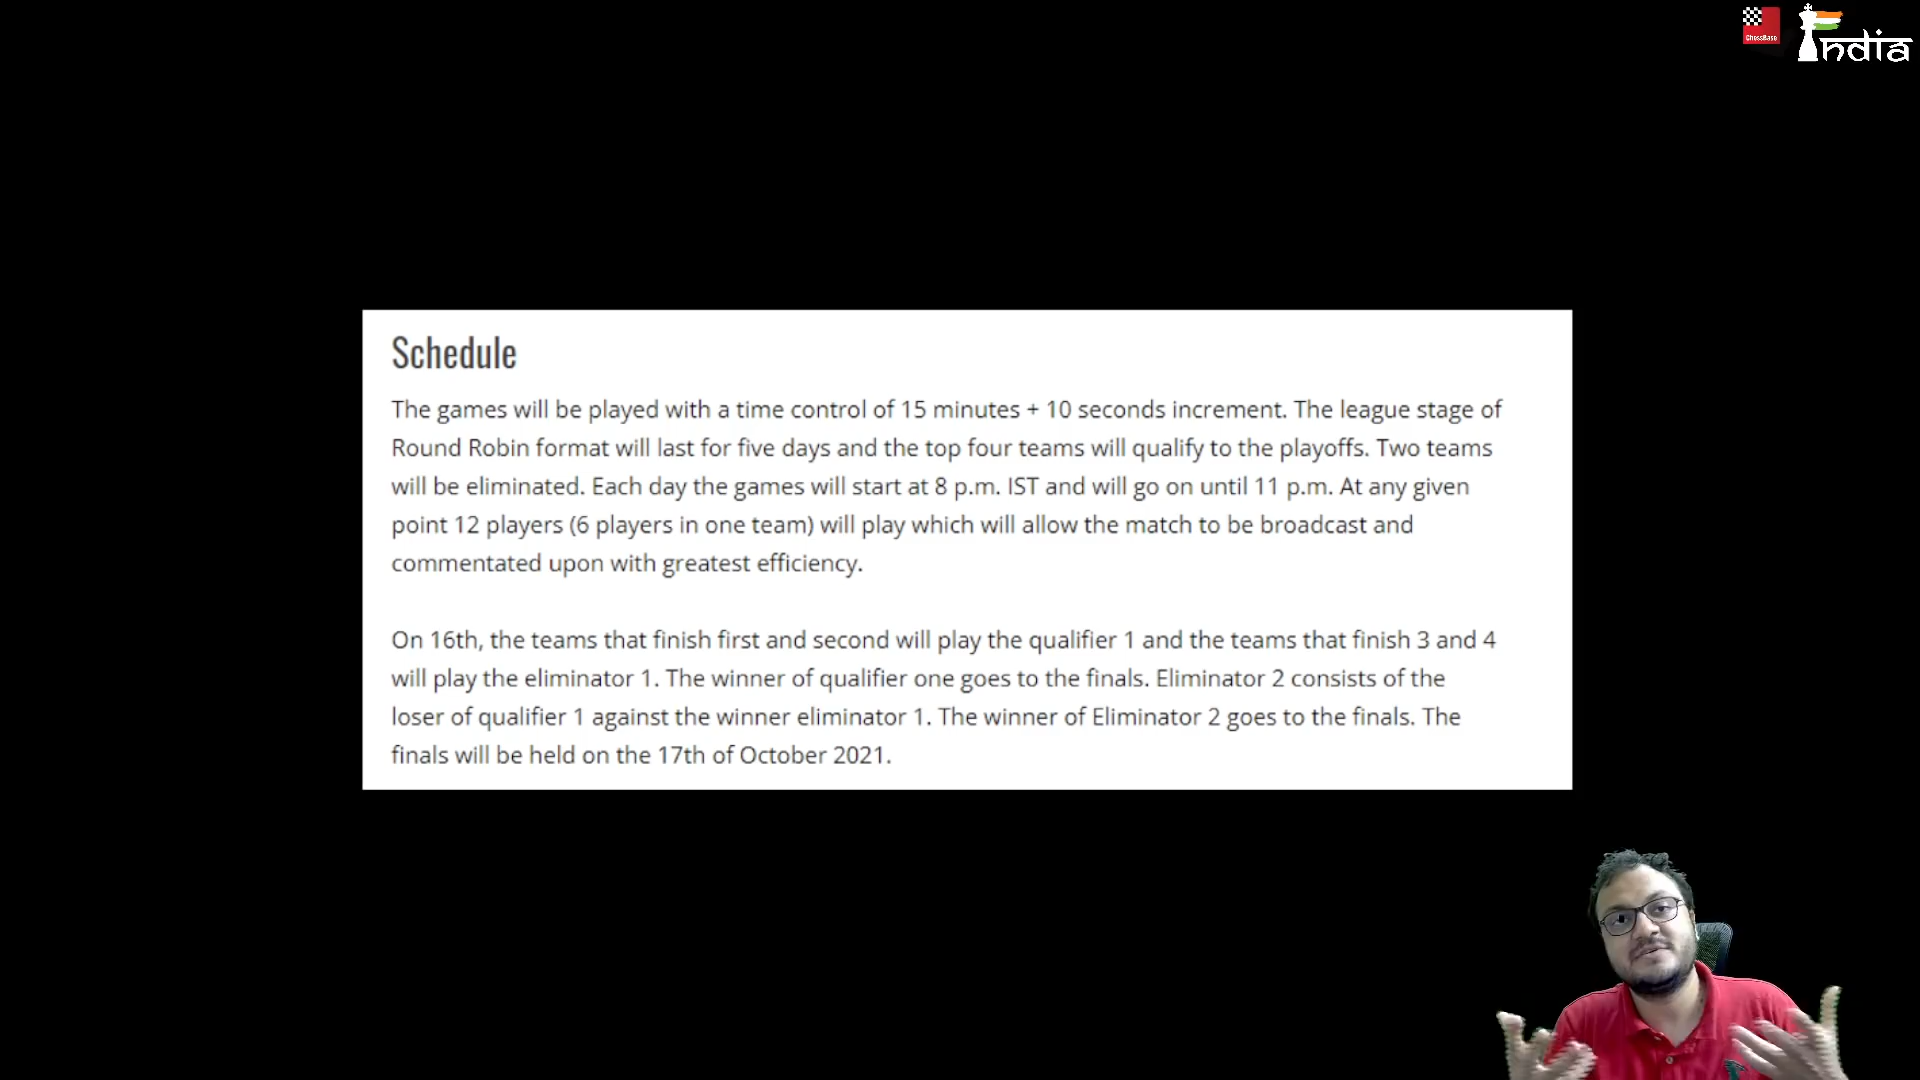 ChessBase
India
Schedule
The games will be played with a time control of 15 minutes + 10 seconds increment. The league stage of
Round Robin format will last for five days and the top four teams will qualify to the playoffs. Two teams
will be eliminated. Each day the games will start at 8 p.m. IST and will go on until 11 p.m. At any given
point 12 players (6 players in one team) will play which will allow the match to be broadcast and
commentated upon with greatest efficiency.
On 16th, the teams that finish first and second will play the qualifier 1 and the teams that finish 3 and 4
will play the eliminator 1. The winner of qualifier one goes to the finals. Eliminator 2 consists of the
loser of qualifier 1 against the winner eliminator 1. The winner of Eliminator 2 goes to the finals. The
finals will be held on the 17th of October 2021.